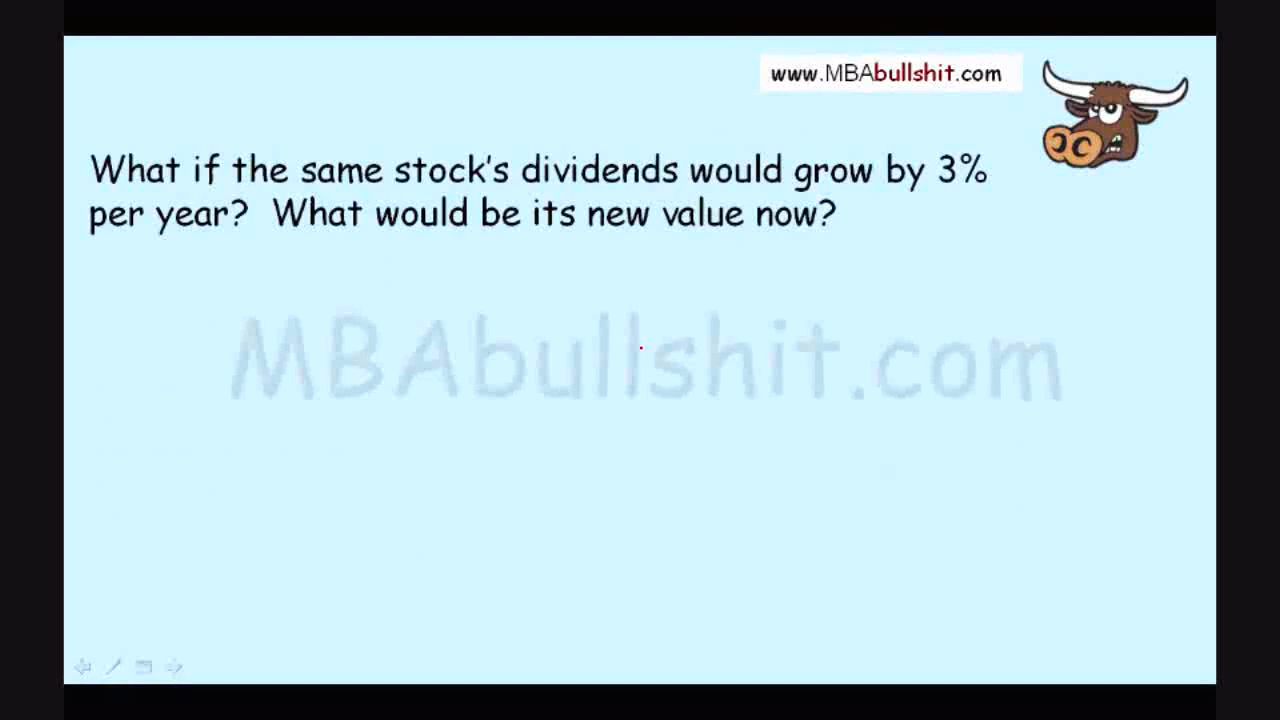 www.MBAbullshit.com
What if the same stock's dividends would grow by 3%
per year? What would be its new value now?
MBAbullshit.com